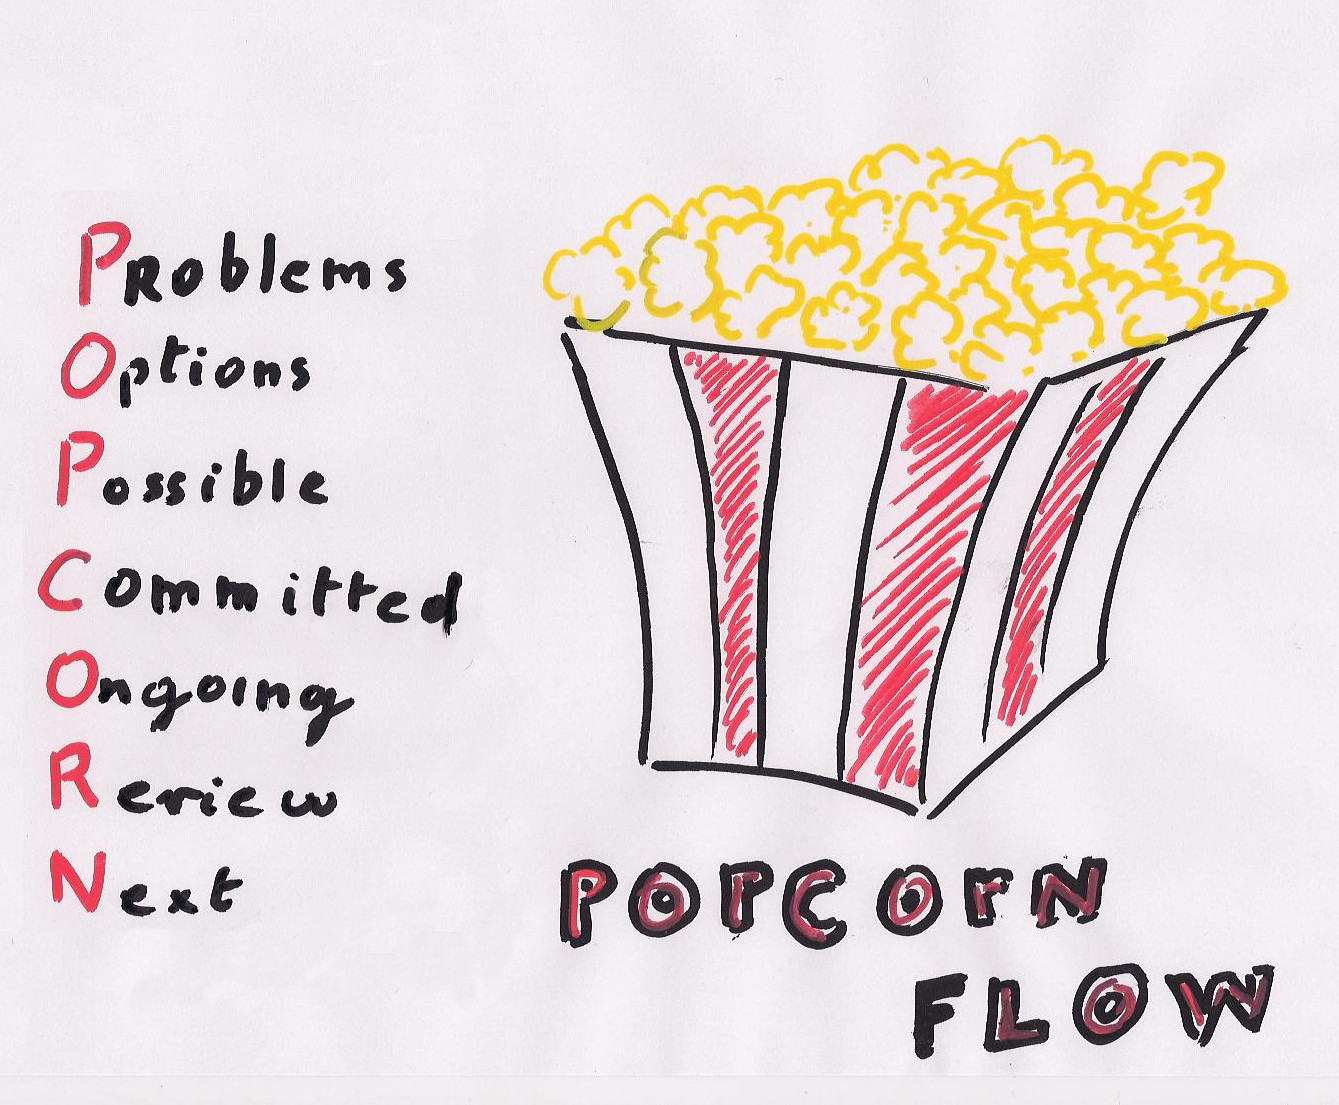 Problems
Options
Possible
Committed
Ongoing
Review
Next
POPCORN
FLOW